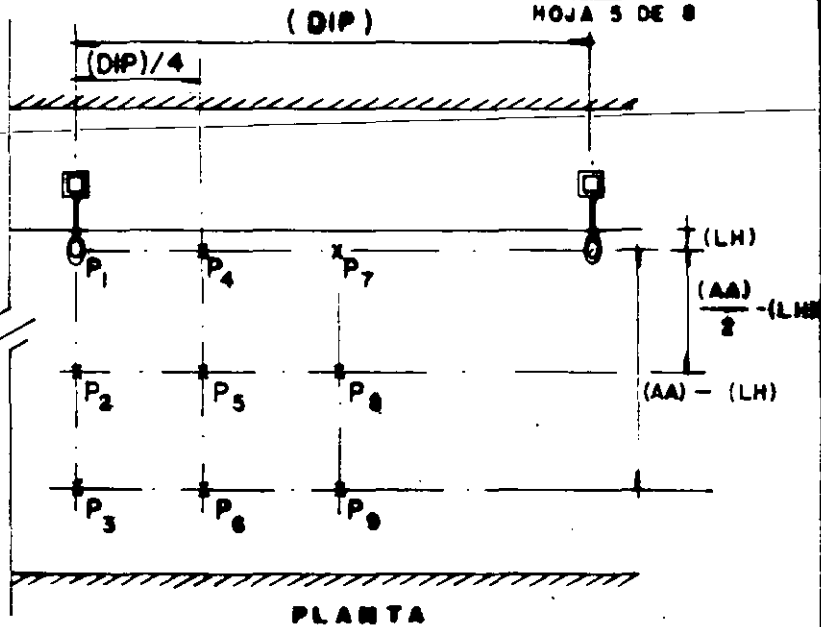 HOJA 5 DE 8
(DIP)
(DIP)/4
(LH)
P1 P4 P7
(AA)/2 -(LH)
P2 P5 P8
(AA) - (LH)
P3 P6 P9
PLANTA